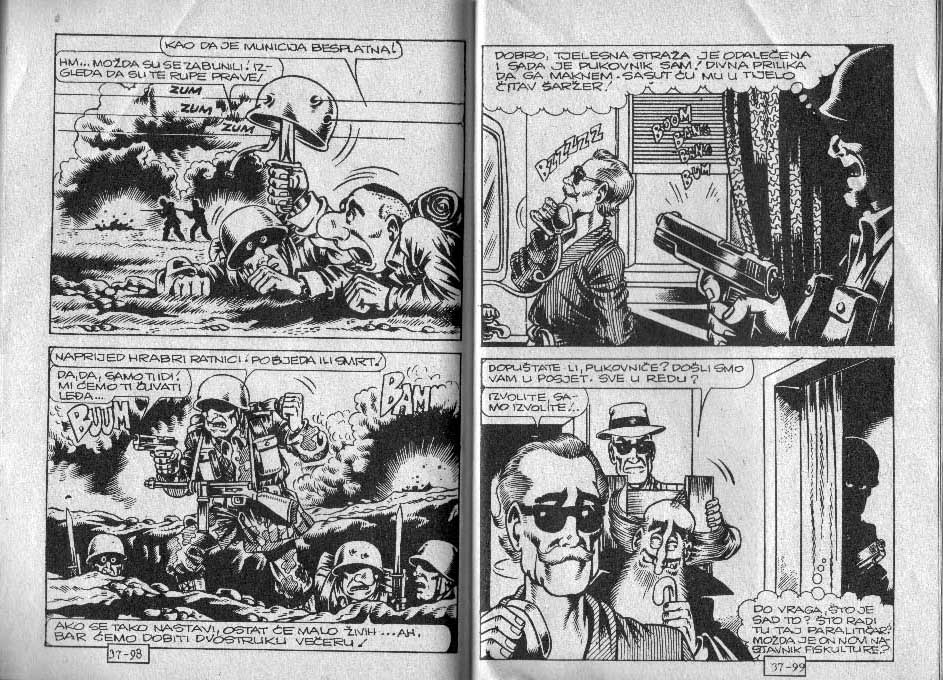 KAO DA JE MUNICIJA BESPLATNA!
HM... MOŽDA SU SE ZABUNILI. IZ-
GLEDA DA SU TE RUPE PRAVE!
ZUM
ZUM
ZUM
NAPRIJED HRABRI RATNICI! POBJEDA ILI SMRT!
DA, DA, SAMO TI IDI.
MI ĆEMO TI ČUVATI
LEĐA...
BJUM
BAM
AKO SE TAKO NASTAVI, OSTAT ĆE MALO ŽIVIH... AH,
BAR ĆEMO DOBITI DVOSTRUKU VEČERU!
37-98
DOBRO, TJELESNA STRAŽA JE ODALEČENA
I SADA JE PUKOVNIK SAM! DIVNA PRILIKA
DA GA MAKNEM. SASUT ĆU MU U TIJELO
ČITAV ŠARŽER!
BZZZZZZ
BUOM
BANG
BANG
BUM
DOPUŠTATE LI, PUKOVNIČE? DOŠLI SMO
VAM U POSJET. SVE U REDU?
IZVOLITE, SA-
MO IZVOLITE!..
DO VRAGA, ŠTO JE
SAD TO? ŠTO RADI
TU TAJ PARALITIČAR?
MOŽDA JE ON NOVI NA-
STAVNIK FISKULTURE?
37-99